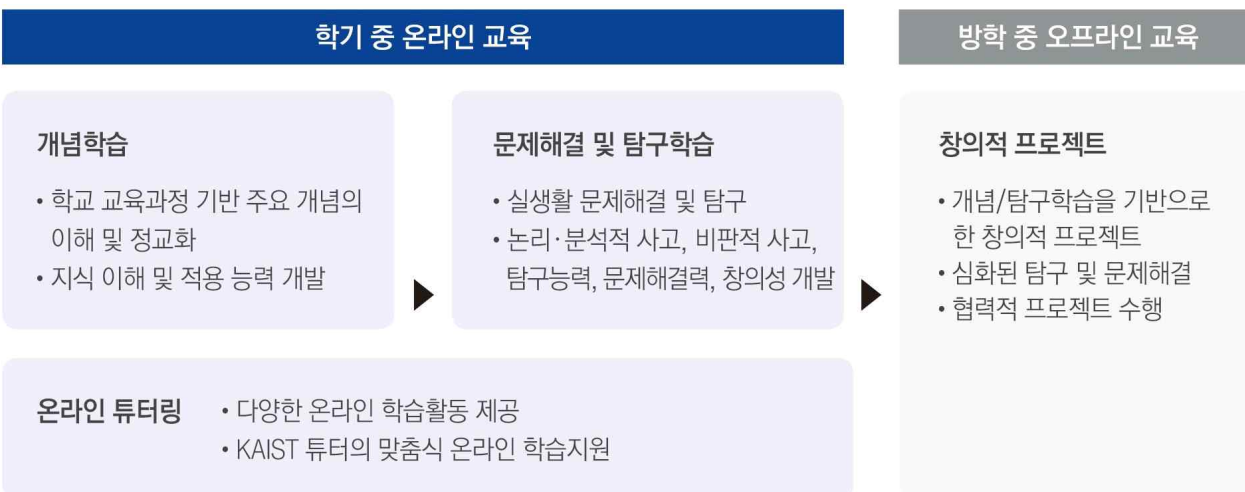 학기 중 온라인 교육
방학 중 오프라인 교육
개념학습
• 학교 교육과정 기반 주요 개념의
이해 및 정교화
• 지식 이해 및 적용 능력 개발
문제해결 및 탐구학습
• 실생활 문제해결 및 탐구
• 논리·분석적 사고, 비판적 사고,
탐구능력, 문제해결력, 창의성 개발
창의적 프로젝트
• 개념/탐구학습을 기반으로
한 창의적 프로젝트
• 심화된 탐구 및 문제해결
• 협력적 프로젝트 수행
온라인 튜터링
• 다양한 온라인 학습활동 제공
• KAIST 튜터의 맞춤식 온라인 학습지원